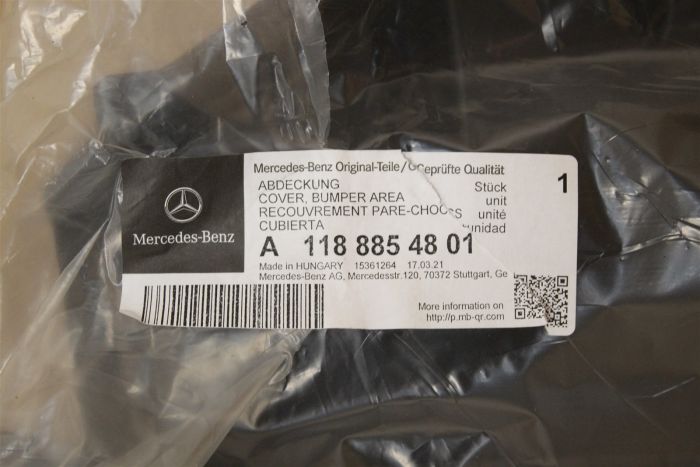 Mercedes-Benz Original-Teile/Geprüfte Qualität
ABDECKUNG Stück 1
COVER, BUMPER AREA unit
RECOUVREMENT PARE-CHOCS unité
CUBIERTA unidad
Mercedes-Benz
A 118 885 48 01
Made in HUNGARY 15361264 17.03.21
Mercedes-Benz AG, Mercedesstr.120, 70372 Stuttgart, Ge
More information on
http://p.mb-qr.com